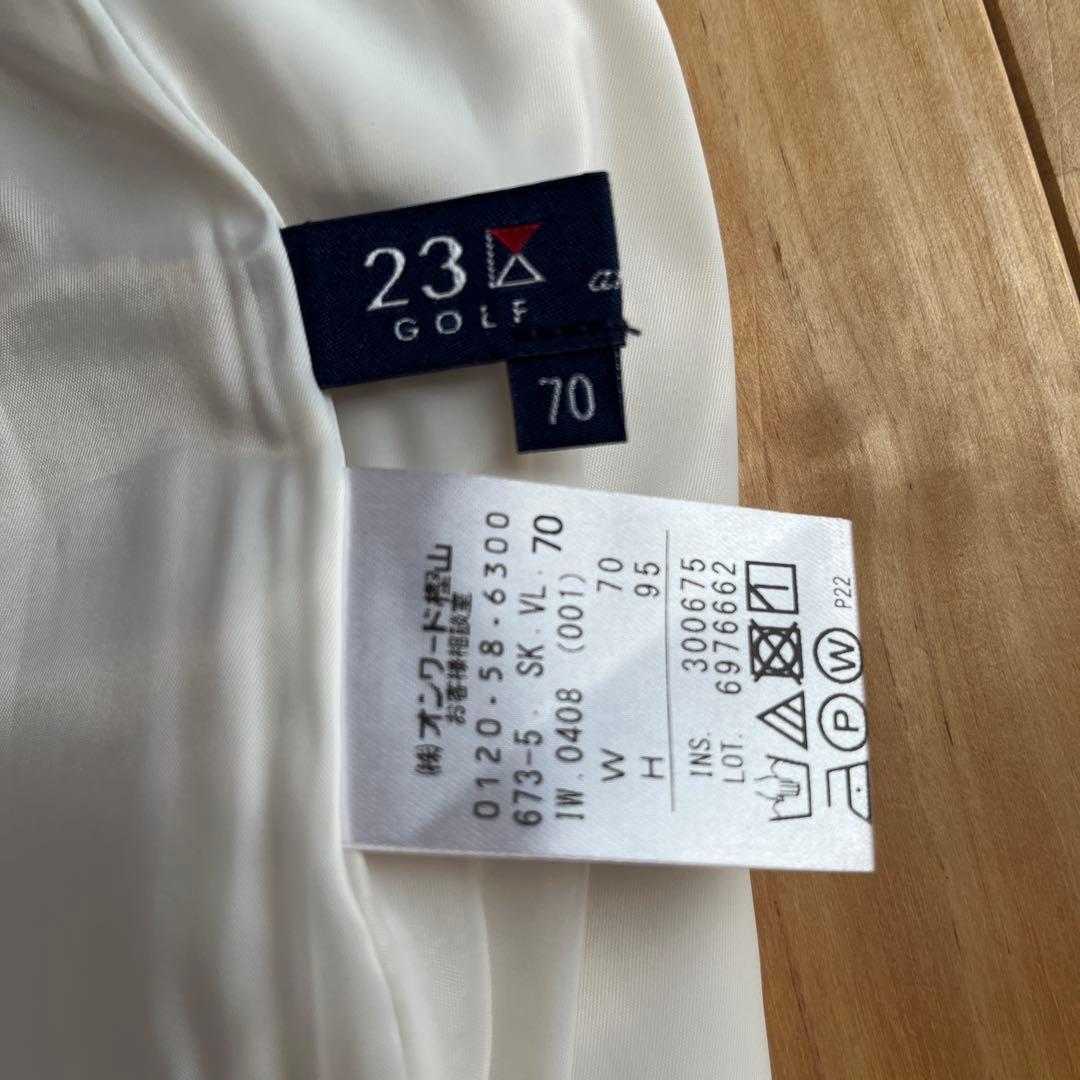 23
GOLF
70
(株)オンワード樫山
お客様相談室
0120・58・6300
673-5. SK. VL. 70
IW. 0408 (001)
W 70
H 95
INS. 300675
LOT. 6976662
P W
P22